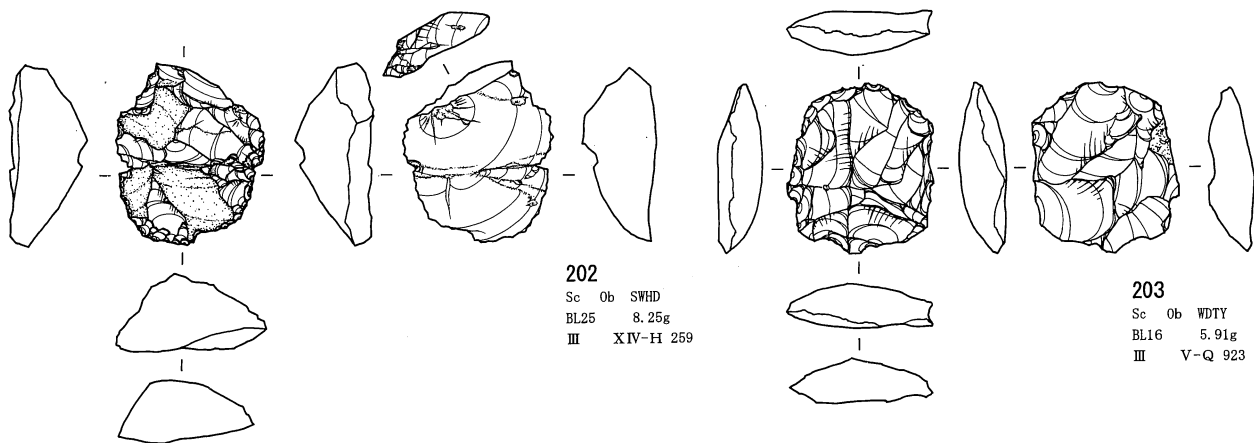 202
Sc Ob SWHD
BL25 8.25g
Ⅲ XIV-H 259
203
Sc Ob WDTY
BL16 5.91g
Ⅲ V-Q 923